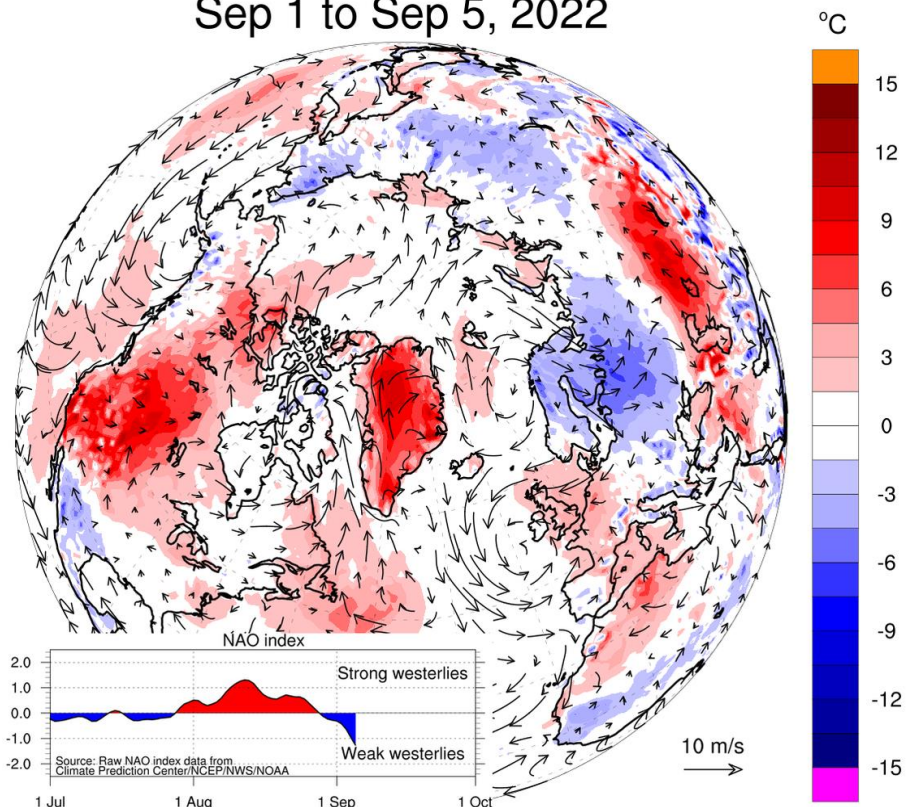 Sep 1 to Sep 5, 2022
°C
15
12
9
6
3
0
-3
-6
-9
-12
-15
10 m/s
NAO index
2.0
1.0
0.0
-1.0
-2.0
Strong westerlies
Weak westerlies
Source: Raw NAO index data from
Climate Prediction Center/NCEP/NWS/NOAA
1 Jul 1 Aug 1 Sep 1 Oct